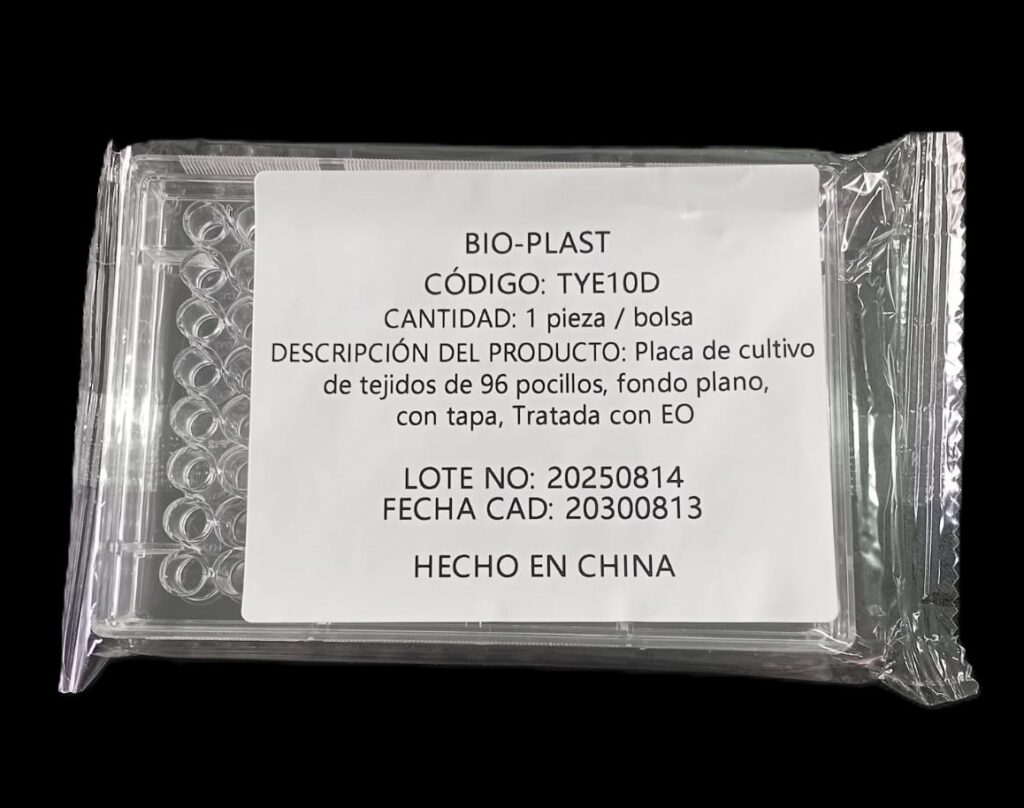 BIO-PLAST
CÓDIGO: TYE10D
CANTIDAD: 1 pieza / bolsa
DESCRIPCIÓN DEL PRODUCTO: Placa de cultivo
de tejidos de 96 pocillos, fondo plano,
con tapa, Tratada con EO
LOTE NO: 20250814
FECHA CAD: 20300813
HECHO EN CHINA